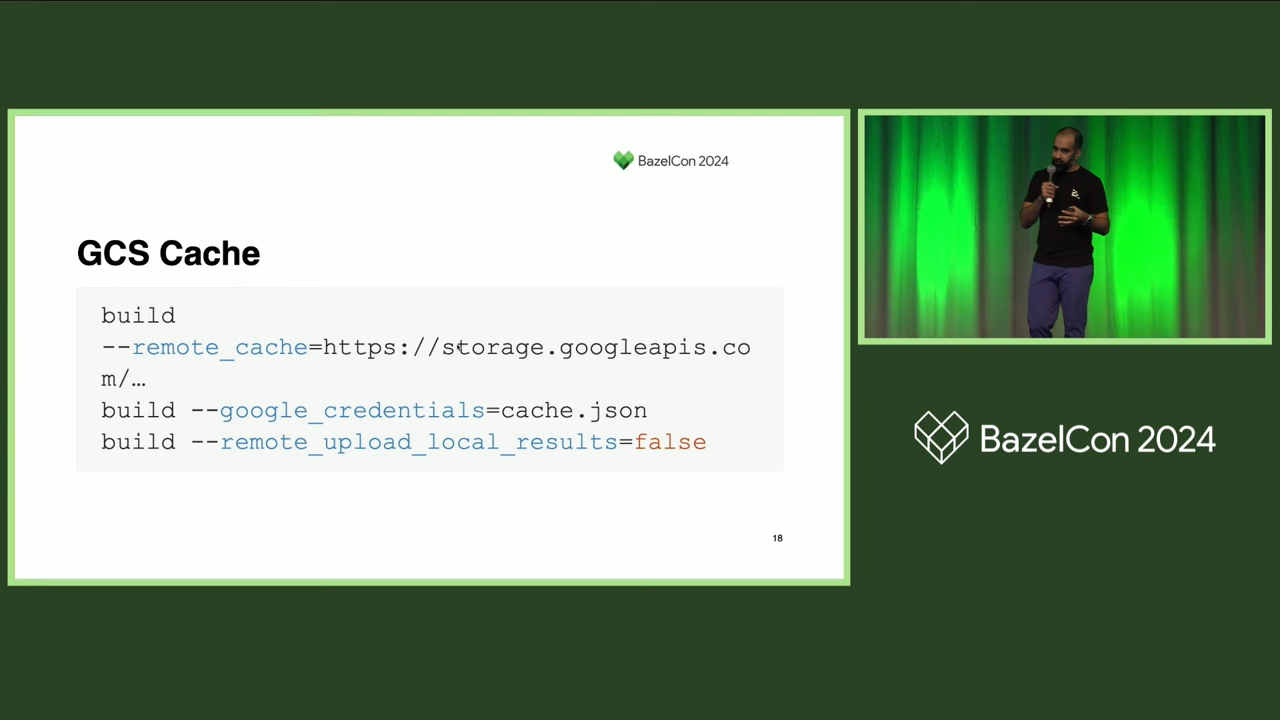 BazelCon 2024
GCS Cache
build
--remote_cache=https://storage.googleapis.co
m/…
build --google_credentials=cache.json
build --remote_upload_local_results=false
18
BazelCon 2024